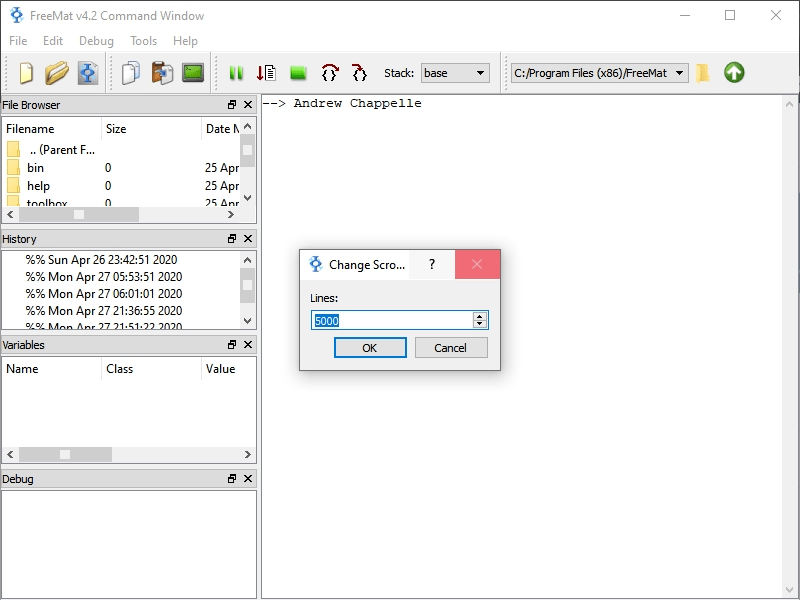 FreeMat v4.2 Command Window
File Edit Debug Tools Help
Stack: base C:/Program Files (x86)/FreeMat
File Browser
Filename Size Date M
.. (Parent F...
bin 0 25 Apr
help 0 25 Apr
toolbox 0 25 Apr
History
%% Sun Apr 26 23:42:51 2020
%% Mon Apr 27 05:53:51 2020
%% Mon Apr 27 06:01:01 2020
%% Mon Apr 27 21:36:55 2020
%% Mon Apr 27 21:51:22 2020
Variables
Name Class Value
Debug
--> Andrew Chappelle
Change Scro... ?
Lines:
5000
OK Cancel